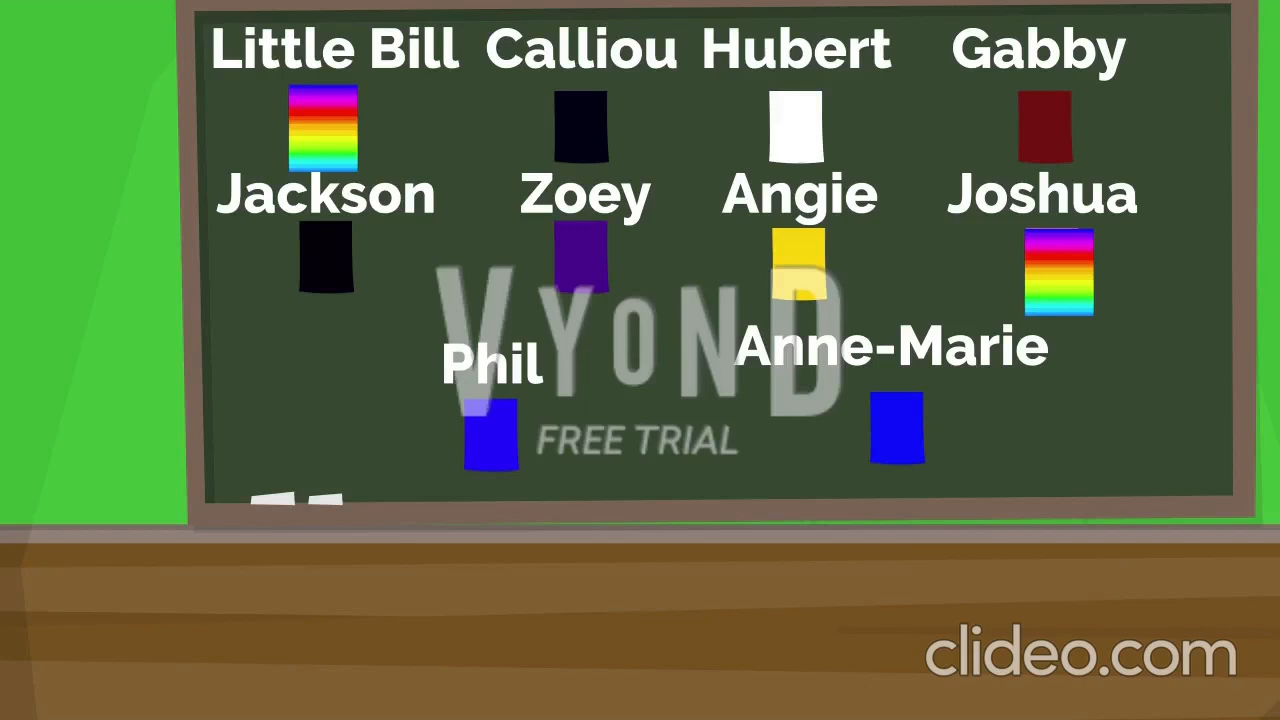 Little Bill Calliou Hubert Gabby
Jackson Zoey Angie Joshua
Phil Anne-Marie
VYOND
FREE TRIAL
clideo.com